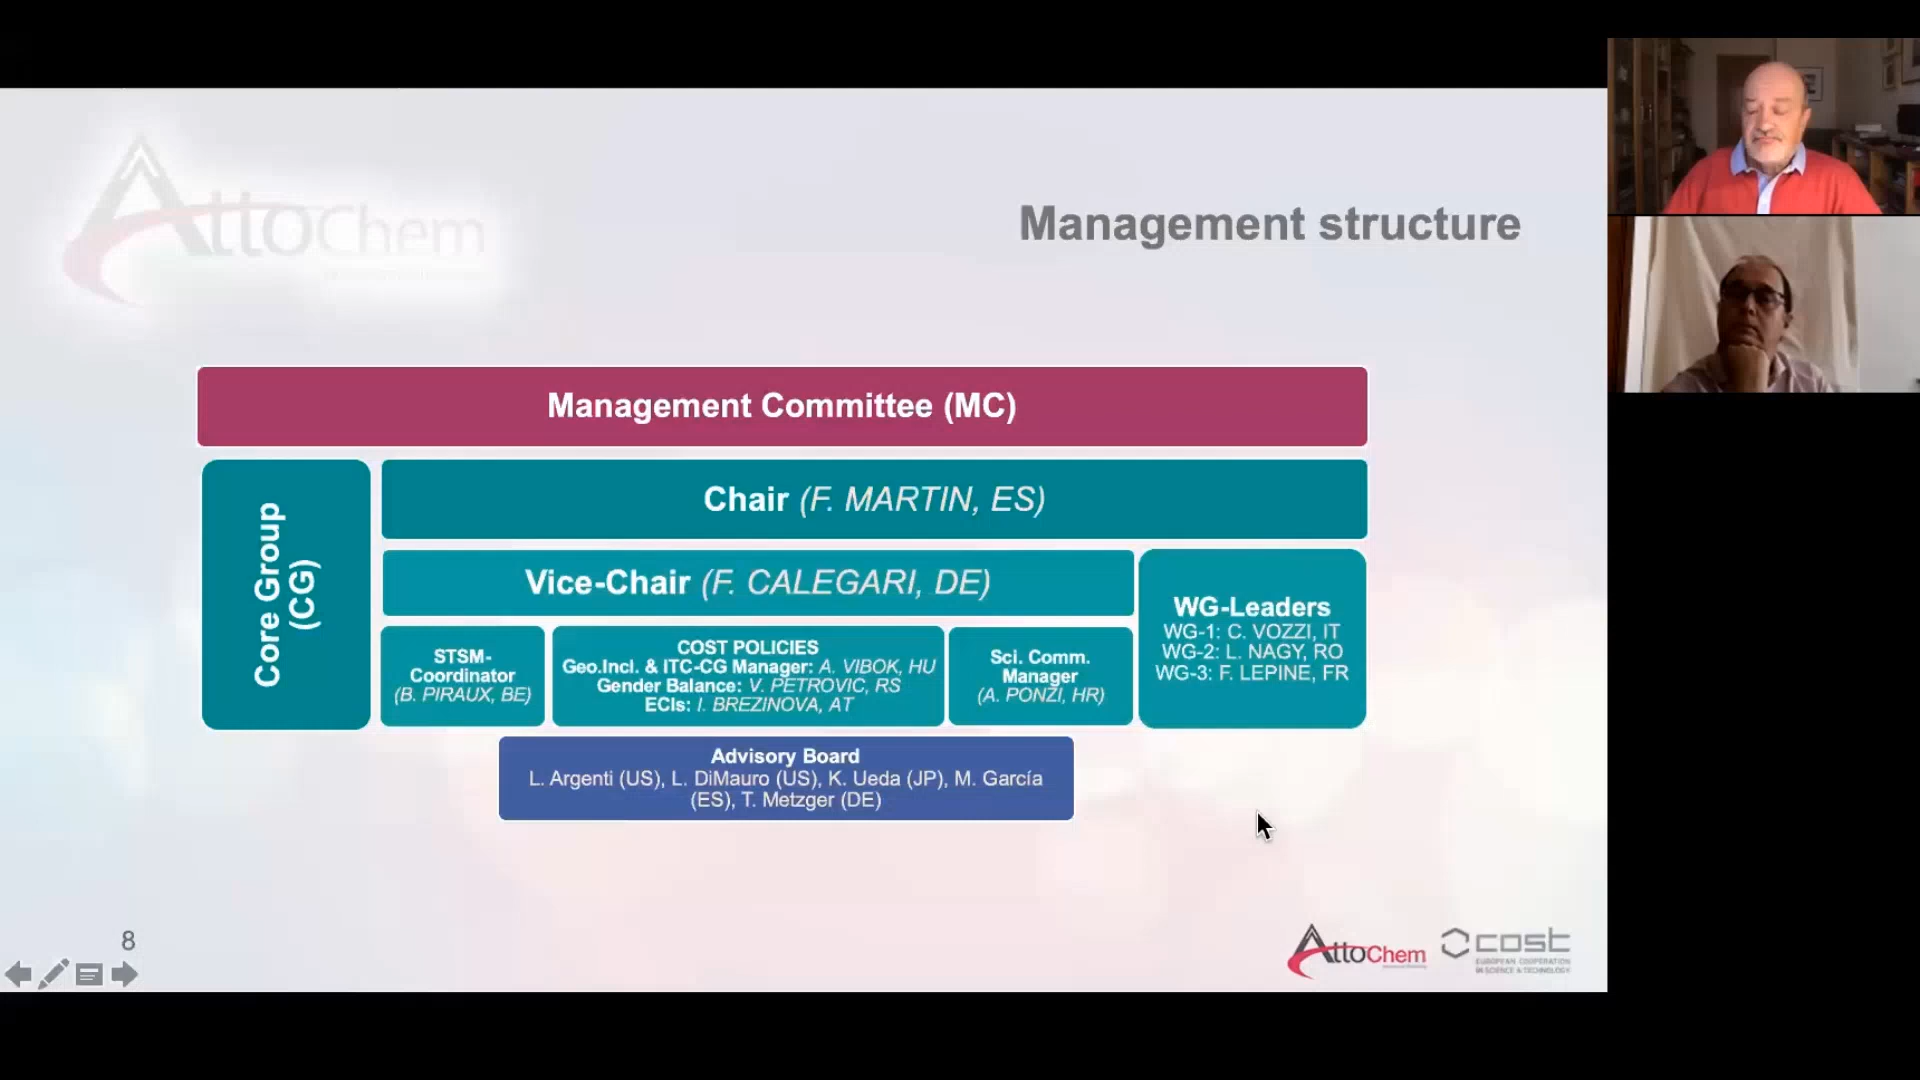 AttoChem
Management structure
Management Committee (MC)
Core Group
(CG)
Chair (F. MARTIN, ES)
Vice-Chair (F. CALEGARI, DE)
WG-Leaders
WG-1: C. VOZZI, IT
WG-2: L. NAGY, RO
WG-3: F. LEPINE, FR
STSM-
Coordinator
(B. PIRAUX, BE)
COST POLICIES
Geo.Incl. & ITC-CG Manager: A. VIBOK, HU
Gender Balance: V. PETROVIC, RS
ECIs: I. BREZINOVA, AT
Sci. Comm.
Manager
(A. PONZI, HR)
Advisory Board
L. Argenti (US), L. DiMauro (US), K. Ueda (JP), M. García
(ES), T. Metzger (DE)
8
AttoChem
cost
EUROPEAN COOPERATION
IN SCIENCE & TECHNOLOGY